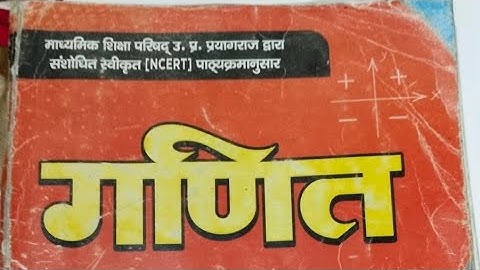 माध्यमिक शिक्षा परिषद् उ. प्र. प्रयागराज द्वारा
संशोधित स्वीकृत [NCERT] पाठ्यक्रमानुसार
गणित